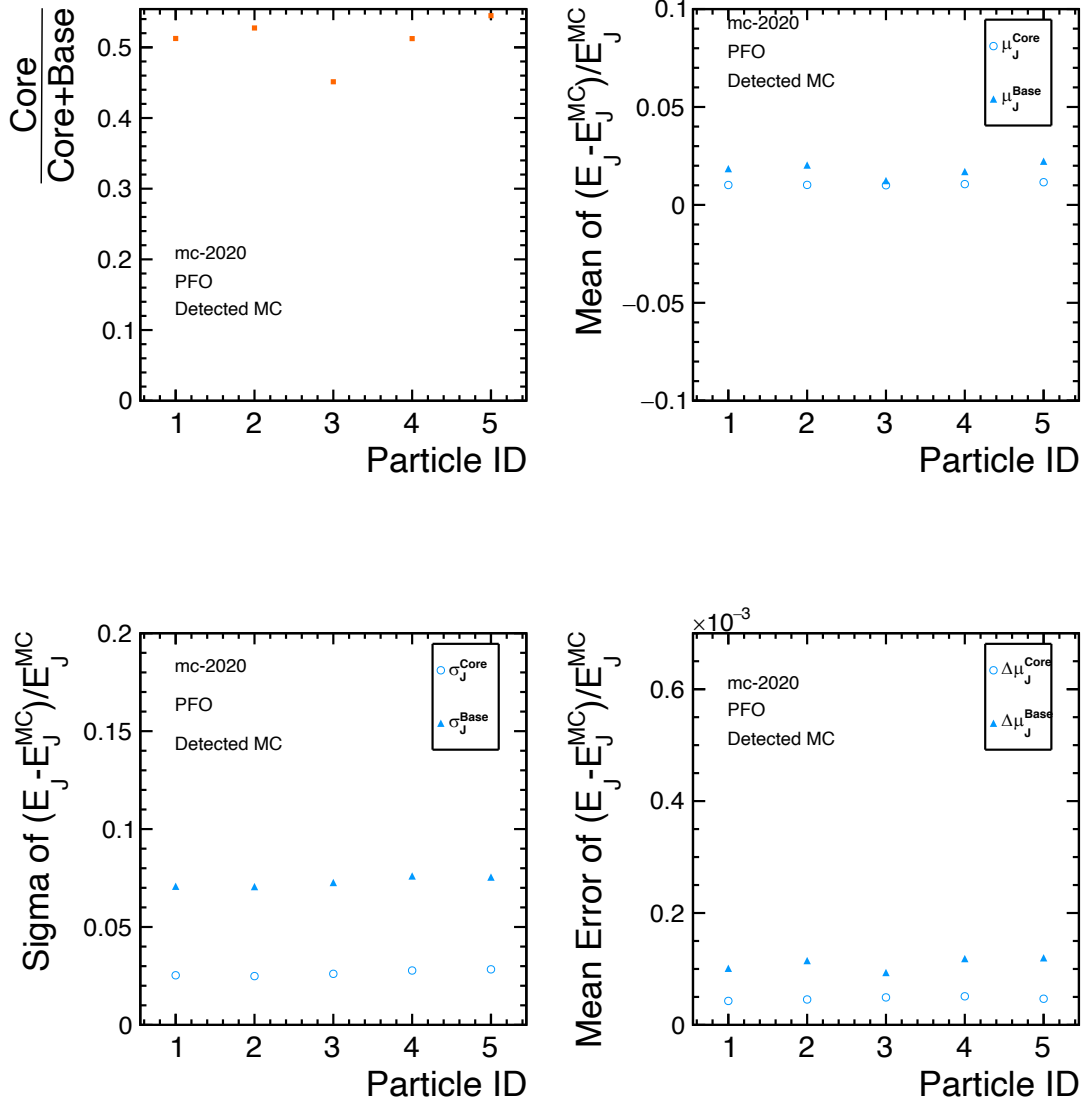 Core
Core+Base
0.5
0.4
0.3
0.2
0.1
0
mc-2020
PFO
Detected MC
1 2 3 4 5
Particle ID
Mean of (E_J-E_J^MC)/E_J^MC
0.1
0.05
0
−0.05
−0.1
mc-2020
PFO
Detected MC
μ_J^Core
μ_J^Base
1 2 3 4 5
Particle ID
Sigma of (E_J-E_J^MC)/E_J^MC
0.2
0.15
0.1
0.05
0
mc-2020
PFO
Detected MC
σ_J^Core
σ_J^Base
1 2 3 4 5
Particle ID
Mean Error of (E_J-E_J^MC)/E_J^MC
×10^−3
0.6
0.4
0.2
0
mc-2020
PFO
Detected MC
Δμ_J^Core
Δμ_J^Base
1 2 3 4 5
Particle ID